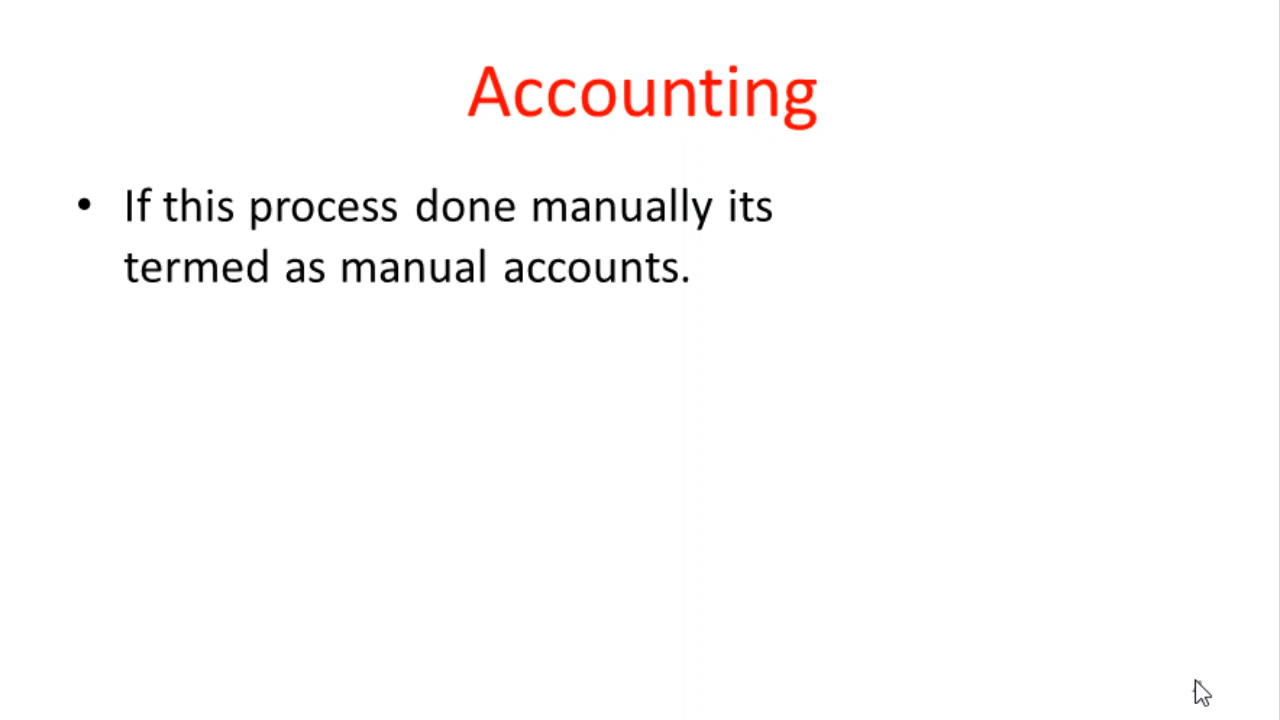 Accounting
• If this process done manually its
termed as manual accounts.